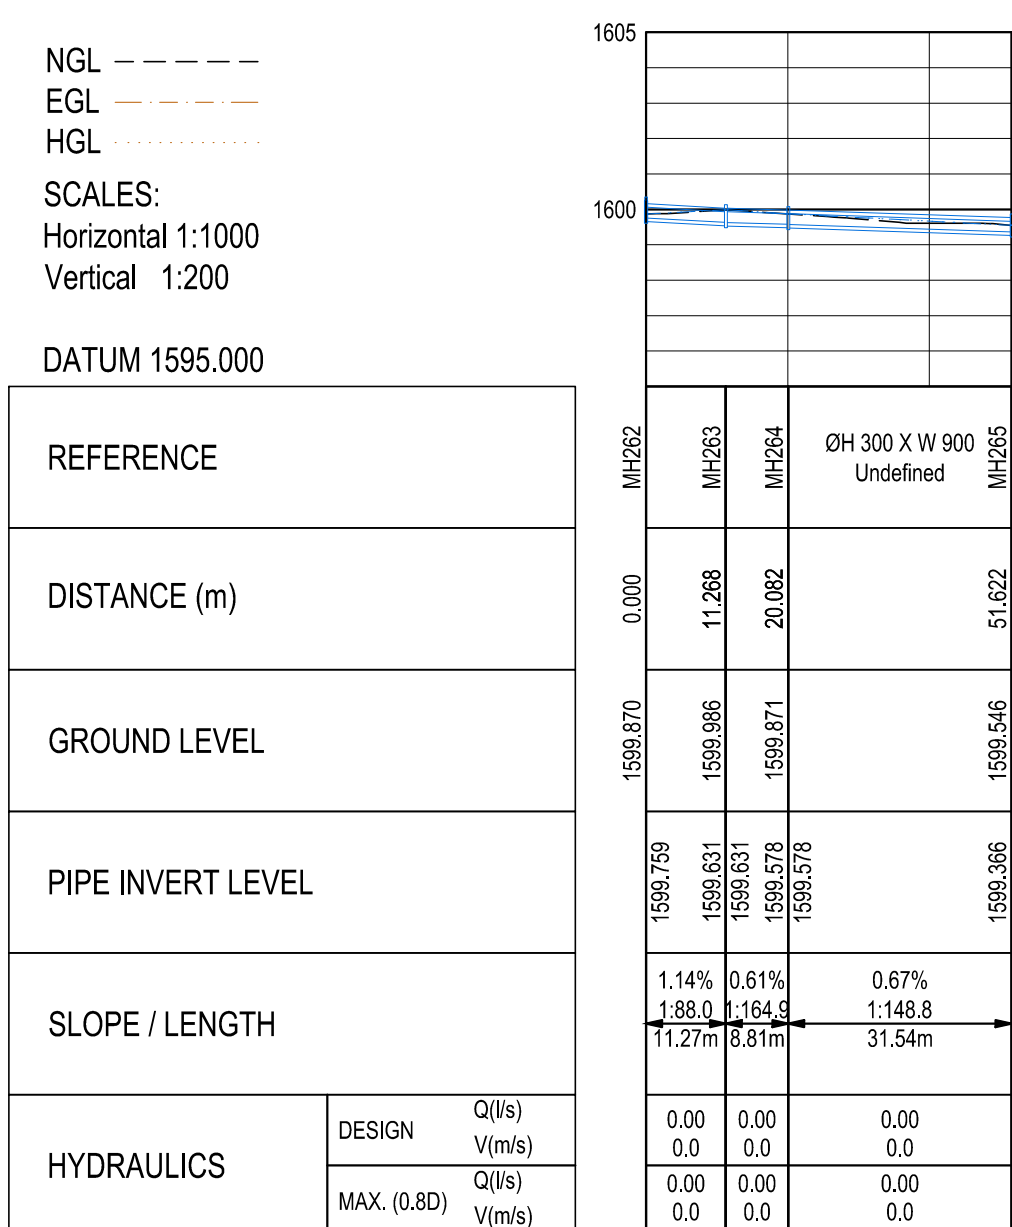 NGL
EGL
HGL
SCALES:
Horizontal 1:1000
Vertical 1:200
DATUM 1595.000
1605
1600
REFERENCE
MH262
MH263
MH264
ØH 300 X W 900
Undefined
MH265
DISTANCE (m)
0.000
11.268
20.082
51.622
GROUND LEVEL
1599.870
1599.986
1599.871
1599.546
PIPE INVERT LEVEL
1599.759
1599.631
1599.631
1599.578
1599.578
1599.366
SLOPE / LENGTH
1.14% 0.61% 0.67%
1:88.0 1:164.9 1:148.8
11.27m 8.81m 31.54m
HYDRAULICS
DESIGN
Q(l/s) 0.00 0.00 0.00
V(m/s) 0.0 0.0 0.0
MAX. (0.8D)
Q(l/s) 0.00 0.00 0.00
V(m/s) 0.0 0.0 0.0